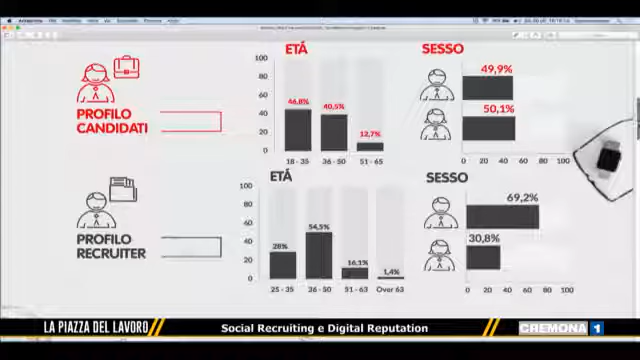 ETÁ
SESSO
PROFILO
CANDIDATI
100
80
60
40
20
0
46,8%
40,5%
12,7%
18 - 35
36 - 50
51 - 65
49,9%
50,1%
0 20 40 60 80 100
ETÁ
SESSO
PROFILO
RECRUITER
100
80
60
40
20
0
28%
54,5%
16,1%
1,4%
25 - 35
36 - 50
51 - 63
Over 63
69,2%
30,8%
0 20 40 60 80 100
LA PIAZZA DEL LAVORO
Social Recruiting e Digital Reputation
CREMONA 1